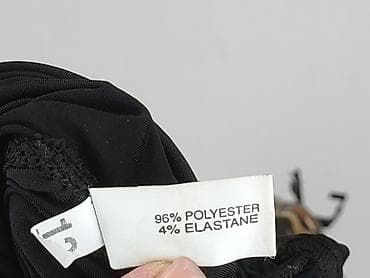 96% POLYESTER
4% ELASTANE